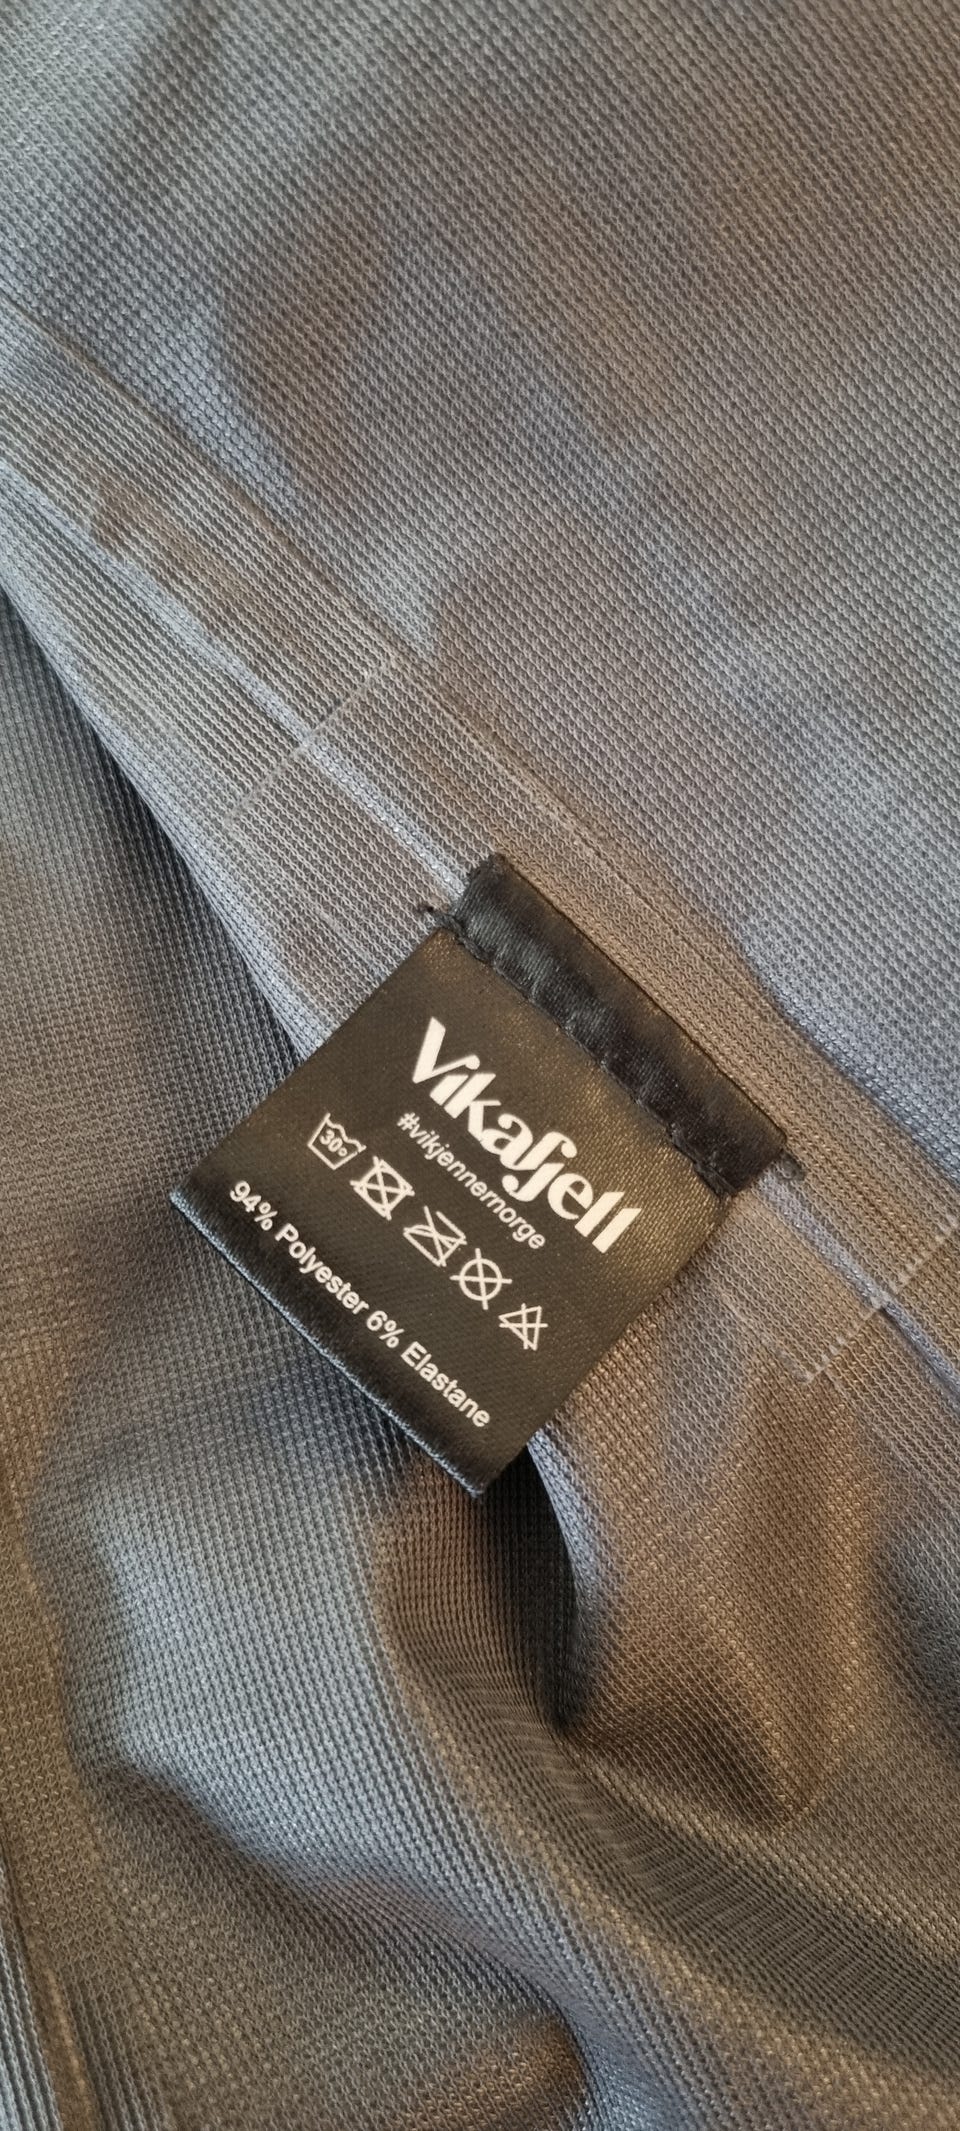 Vikafjell
#vikjennernorge
30°
94% Polyester 6% Elastane